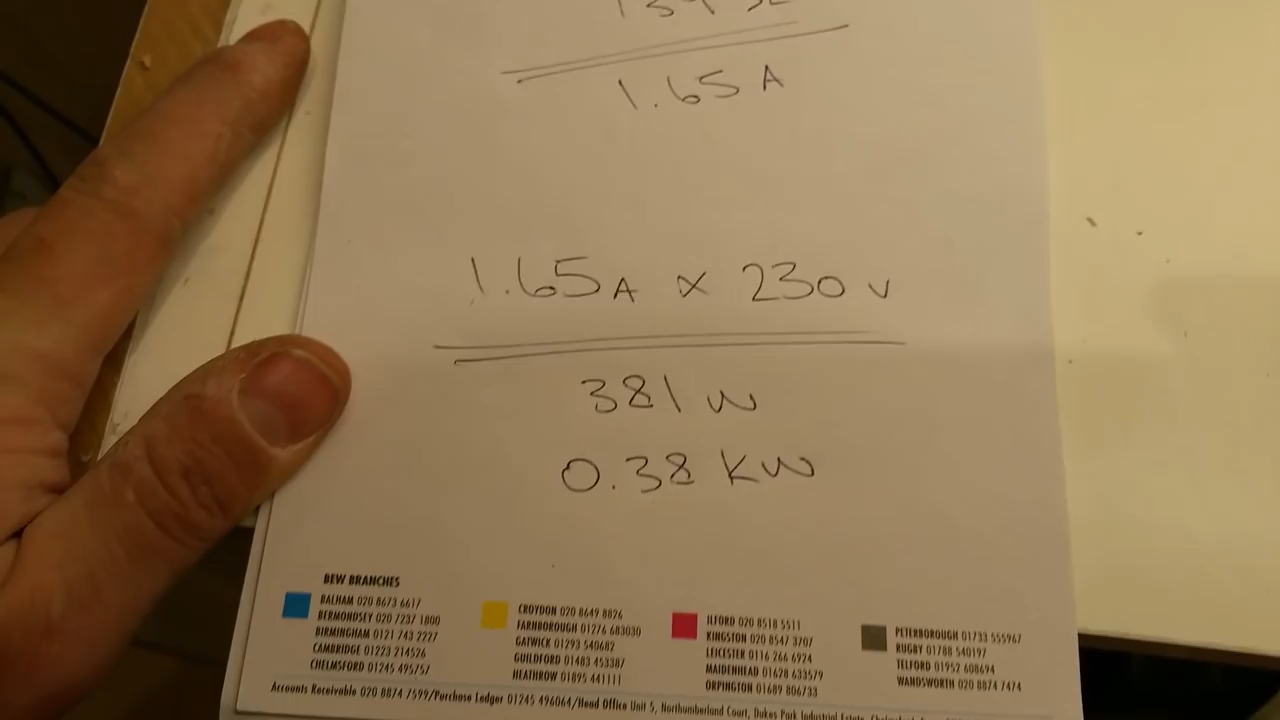 1.65 A
1.65A × 230 V
381 W
0.38 KW
BEW BRANCHES
BALHAM 020 8673 6617
BERMONDSEY 020 7237 1800
BIRMINGHAM 0121 743 2227
CAMBRIDGE 01223 214526
CHELMSFORD 01245 495757
CROYDON 020 8649 8826
FARNBOROUGH 01276 683030
GATWICK 01293 540682
GUILDFORD 01483 453387
HEATHROW 01895 441111
ILFORD 020 8518 5511
KINGSTON 020 8547 3707
LEICESTER 0116 266 6924
MAIDENHEAD 01628 633579
ORPINGTON 01689 806733
PETERBOROUGH 01733 555967
RUGBY 01788 540197
TELFORD 01952 608694
WANDSWORTH 020 8874 7474
Accounts Receivable 020 8874 7599/Purchase Ledger 01245 496064/Head Office Unit 5, Northumberland Court, Dukes Park Industrial Estate,